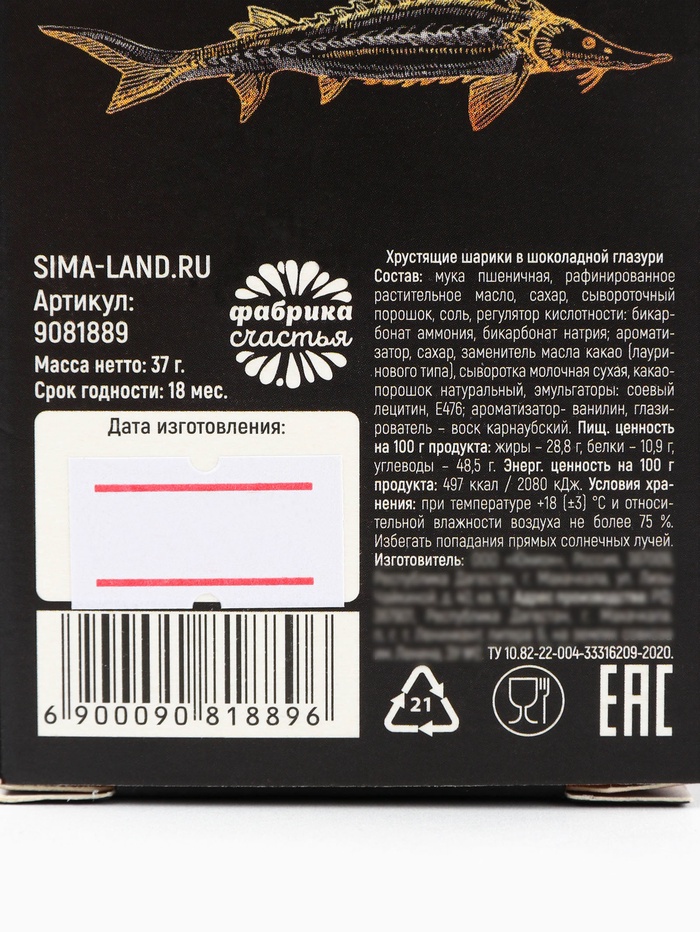 SIMA-LAND.RU
Артикул:
9081889
Масса нетто: 37 г.
Срок годности: 18 мес.
фабрика
счастья
Дата изготовления:
6 900090 818896
Хрустящие шарики в шоколадной глазури
Состав: мука пшеничная, рафинированное
растительное масло, сахар, сывороточный
порошок, соль, регулятор кислотности: бикар-
бонат аммония, бикарбонат натрия; аромати-
затор, сахар, заменитель масла какао (лаури-
нового типа), сыворотка молочная сухая, какао-
порошок натуральный, эмульгаторы: соевый
лецитин, Е476; ароматизатор- ванилин, глази-
рователь – воск карнаубский. Пищ. ценность
на 100 г продукта: жиры – 28,8 г, белки – 10,9 г,
углеводы – 48,5 г. Энерг. ценность на 100 г
продукта: 497 ккал / 2080 кДж. Условия хра-
нения: при температуре +18 (±3) °С и относи-
тельной влажности воздуха не более 75 %.
Избегать попадания прямых солнечных лучей.
Изготовитель:
ТУ 10.82-22-004-33316209-2020.
21
EAC